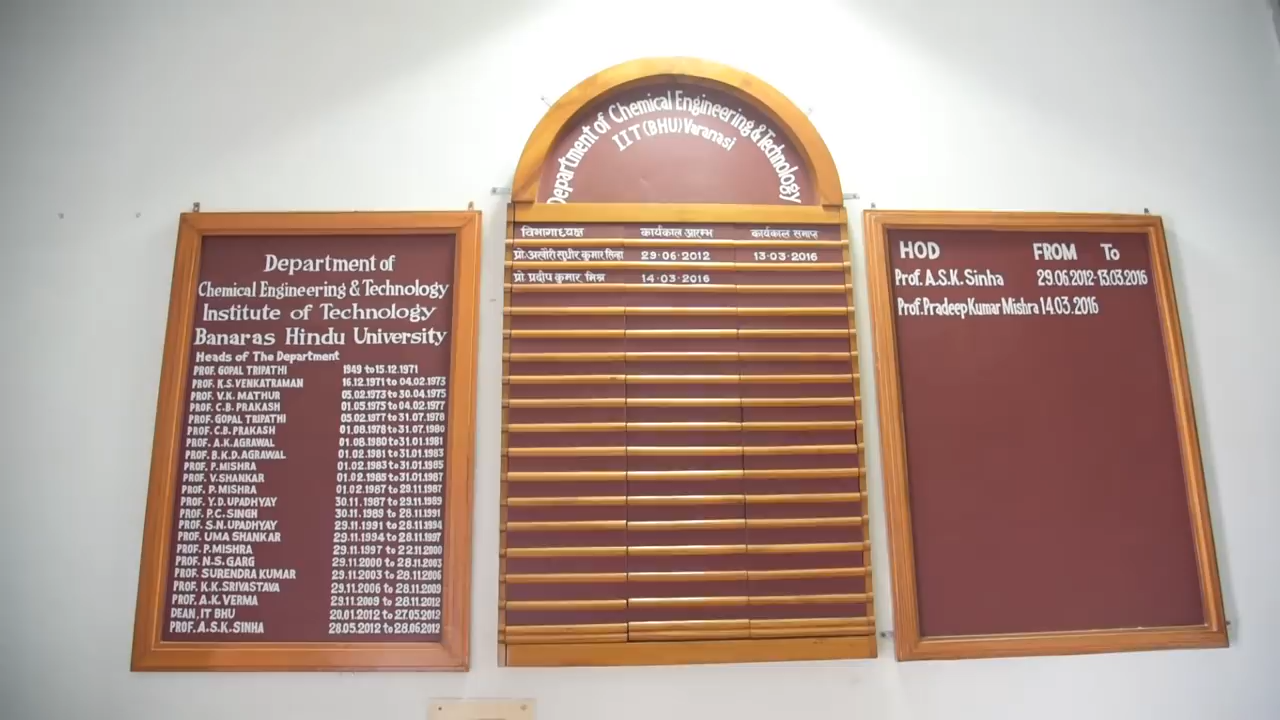 Department of
Chemical Engineering & Technology
Institute of Technology
Banaras Hindu University
Heads of The Department
PROF. GOPAL TRIPATHI 1949 to 15.12.1971
PROF. K.S. VENKATRAMAN 16.12.1971 to 04.02.1973
PROF. V.K. MATHUR 05.02.1973 to 30.04.1975
PROF. C.B. PRAKASH 01.05.1975 to 04.02.1977
PROF. GOPAL TRIPATHI 05.02.1977 to 31.07.1978
PROF. C.B. PRAKASH 01.08.1978 to 31.07.1980
PROF. A.K. AGRAWAL 01.08.1980 to 31.01.1981
PROF. B.K.D. AGRAWAL 01.02.1981 to 31.01.1983
PROF. P. MISHRA 01.02.1983 to 31.01.1985
PROF. V. SHANKAR 01.02.1985 to 31.01.1987
PROF. P. MISHRA 01.02.1987 to 29.11.1987
PROF. Y.D. UPADHYAY 30.11.1987 to 29.11.1989
PROF. P.C. SINGH 30.11.1989 to 28.11.1991
PROF. S.N. UPADHYAY 29.11.1991 to 28.11.1994
PROF. UMA SHANKAR 29.11.1994 to 28.11.1997
PROF. P. MISHRA 29.11.1997 to 22.11.2000
PROF. N.S. GARG 29.11.2000 to 28.11.2003
PROF. SURENDRA KUMAR 29.11.2003 to 28.11.2006
PROF. K.K. SRIVASTAVA 29.11.2006 to 28.11.2009
PROF. A.K. VERMA 29.11.2009 to 28.11.2012
DEAN, IT BHU 20.01.2012 to 27.05.2012
PROF. A.S.K. SINHA 28.05.2012 to 28.06.2012
Department of Chemical Engineering & Technology
IIT (BHU) Varanasi
विभागाध्यक्ष कार्यकाल आरम्भ कार्यकाल समाप्त
प्रो. अखौरी सुधीर कुमार सिन्हा 29·06·2012 13·03·2016
प्रो प्रदीप कुमार मिश्र 14·03·2016
HOD FROM To
Prof. A.S.K. Sinha 29.06.2012-13.03.2016
Prof. Pradeep Kumar Mishra 14.03.2016